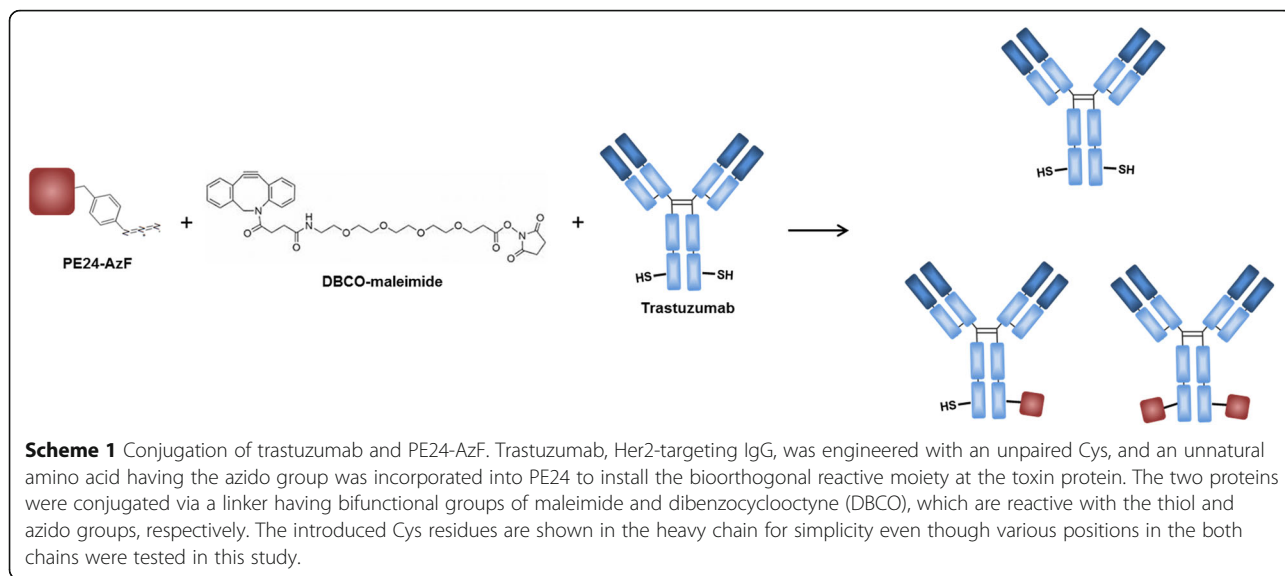 HS
SH
+
+
N
O
H
N
O
O
O
O
O
O
O
N
O
O
PE24-AzF
DBCO-maleimide
HS
SH
Trastuzumab
HS
Scheme 1 Conjugation of trastuzumab and PE24-AzF. Trastuzumab, Her2-targeting IgG, was engineered with an unpaired Cys, and an unnatural
amino acid having the azido group was incorporated into PE24 to install the bioorthogonal reactive moiety at the toxin protein. The two proteins
were conjugated via a linker having bifunctional groups of maleimide and dibenzocyclooctyne (DBCO), which are reactive with the thiol and
azido groups, respectively. The introduced Cys residues are shown in the heavy chain for simplicity even though various positions in the both
chains were tested in this study.